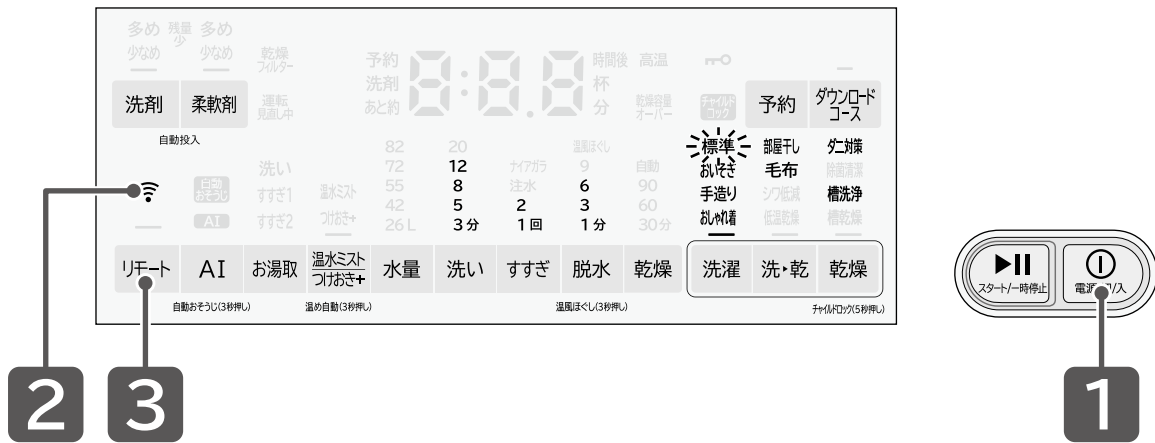 多め 残量少 多め
少なめ 少なめ 乾燥フィルター
予約 8:8.8 時間後 高温
洗剤 杯
あと約 分
洗剤 柔軟剤 運転見直し中 乾燥容量オーバー チャイルドロック 予約 ダウンロードコース
自動投入
82 20 温風ほぐし 標準 部屋干し ダニ対策
洗い 72 12 ナイアガラ 9 自動 おいそぎ 毛布 除菌清潔
自動おそうじ すすぎ1 温水ミスト 55 8 注水 6 90 手造り シワ低減 槽洗浄
42 5 2 3 60
AI すすぎ2 つけおき+ 26L 3分 1回 1分 30分 おしゃれ着 低温乾燥 槽乾燥
リモート AI お湯取 温水ミスト つけおき+ 水量 洗い すすぎ 脱水 乾燥 洗濯 洗・乾 乾燥
自動おそうじ(3秒押し) 温め自動(3秒押し) 温風ほぐし(3秒押し) チャイルドロック(5秒押し)
スタート/一時停止 電源 /入
2 3 1